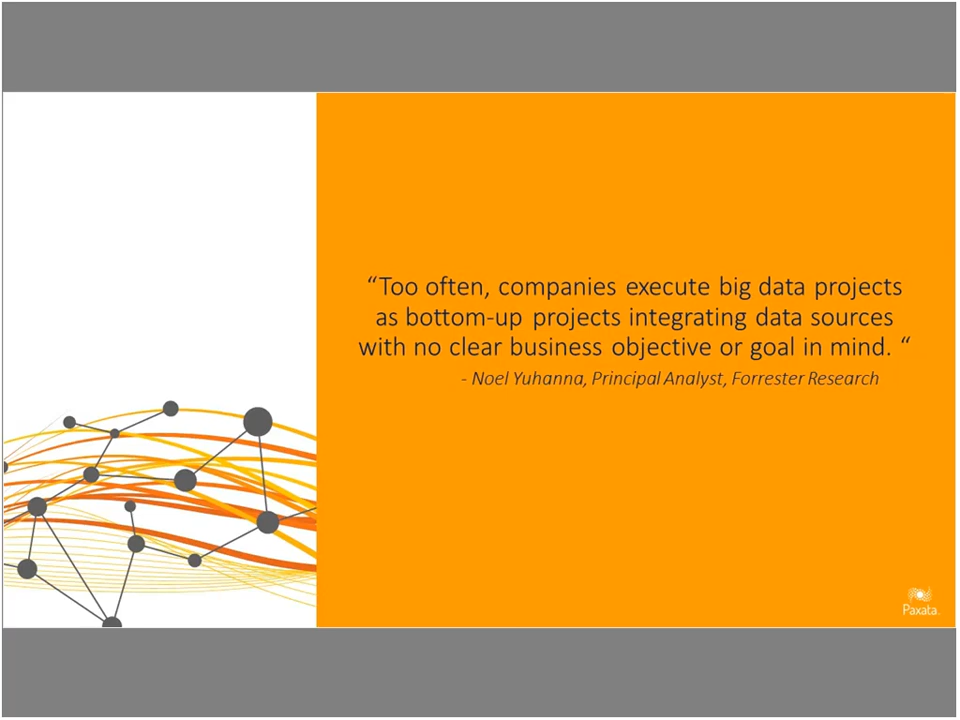 “Too often, companies execute big data projects
as bottom-up projects integrating data sources
with no clear business objective or goal in mind. “
- Noel Yuhanna, Principal Analyst, Forrester Research
Paxata